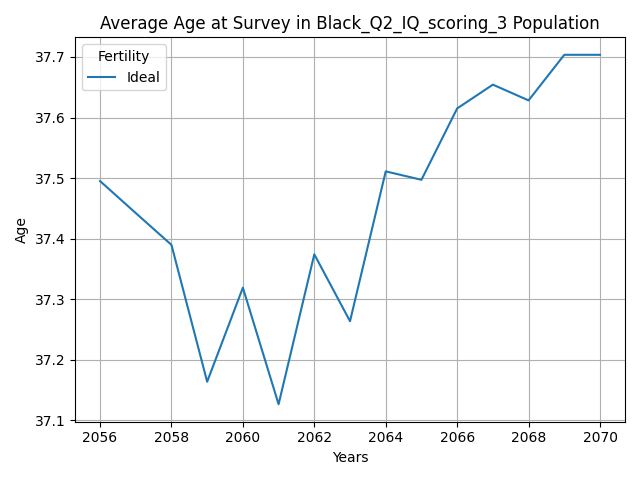 Average Age at Survey in Black_Q2_IQ_scoring_3 Population
Fertility
Ideal
37.7
37.6
37.5
37.4
37.3
37.2
37.1
Age
2056 2058 2060 2062 2064 2066 2068 2070
Years